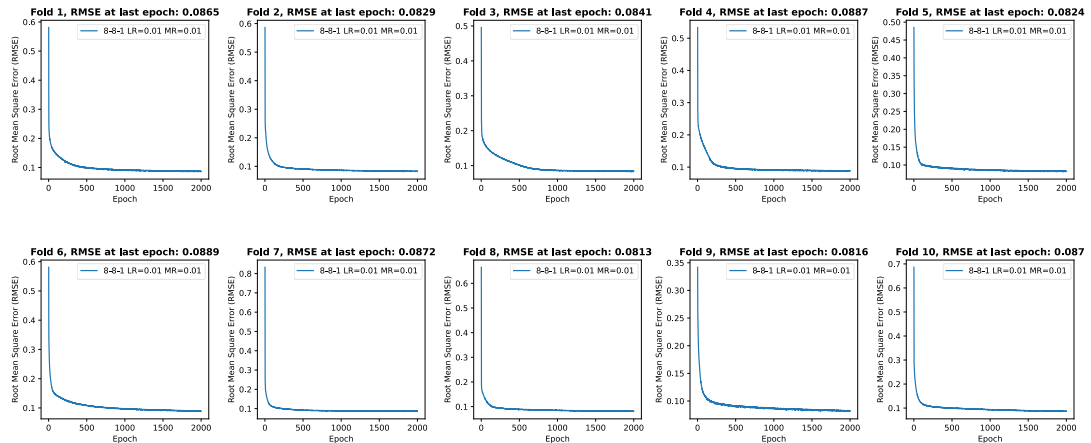 Fold 1, RMSE at last epoch: 0.0865
Root Mean Square Error (RMSE)
0.6
0.5
0.4
0.3
0.2
0.1
8-8-1 LR=0.01 MR=0.01
0 500 1000 1500 2000
Epoch
Fold 2, RMSE at last epoch: 0.0829
Root Mean Square Error (RMSE)
0.6
0.5
0.4
0.3
0.2
0.1
8-8-1 LR=0.01 MR=0.01
0 500 1000 1500 2000
Epoch
Fold 3, RMSE at last epoch: 0.0841
Root Mean Square Error (RMSE)
0.5
0.4
0.3
0.2
0.1
8-8-1 LR=0.01 MR=0.01
0 500 1000 1500 2000
Epoch
Fold 4, RMSE at last epoch: 0.0887
Root Mean Square Error (RMSE)
0.5
0.4
0.3
0.2
0.1
8-8-1 LR=0.01 MR=0.01
0 500 1000 1500 2000
Epoch
Fold 5, RMSE at last epoch: 0.0824
Root Mean Square Error (RMSE)
0.50
0.45
0.40
0.35
0.30
0.25
0.20
0.15
0.10
8-8-1 LR=0.01 MR=0.01
0 500 1000 1500 2000
Epoch
Fold 6, RMSE at last epoch: 0.0889
Root Mean Square Error (RMSE)
0.6
0.5
0.4
0.3
0.2
0.1
8-8-1 LR=0.01 MR=0.01
0 500 1000 1500 2000
Epoch
Fold 7, RMSE at last epoch: 0.0872
Root Mean Square Error (RMSE)
0.8
0.7
0.6
0.5
0.4
0.3
0.2
0.1
8-8-1 LR=0.01 MR=0.01
0 500 1000 1500 2000
Epoch
Fold 8, RMSE at last epoch: 0.0813
Root Mean Square Error (RMSE)
0.6
0.5
0.4
0.3
0.2
0.1
8-8-1 LR=0.01 MR=0.01
0 500 1000 1500 2000
Epoch
Fold 9, RMSE at last epoch: 0.0816
Root Mean Square Error (RMSE)
0.35
0.30
0.25
0.20
0.15
0.10
8-8-1 LR=0.01 MR=0.01
0 500 1000 1500 2000
Epoch
Fold 10, RMSE at last epoch: 0.087
Root Mean Square Error (RMSE)
0.7
0.6
0.5
0.4
0.3
0.2
0.1
8-8-1 LR=0.01 MR=0.01
0 500 1000 1500 2000
Epoch